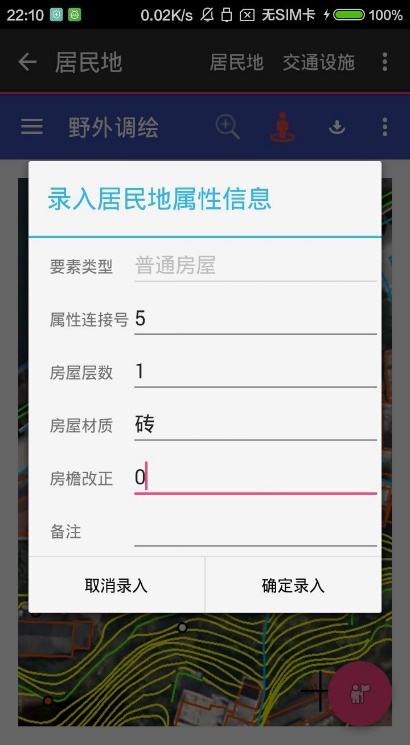 22:10 0.02K/s 无SIM卡 100%
居民地 居民地 交通设施
野外调绘
录入居民地属性信息
要素类型 普通房屋
属性连接号 5
房屋层数 1
房屋材质 砖
房檐改正 0
备注
取消录入 确定录入